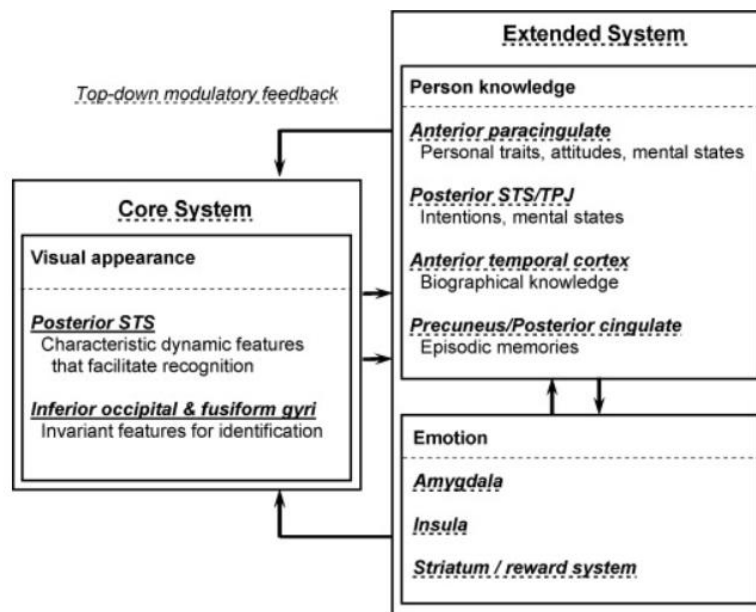 Extended System
Top-down modulatory feedback
Person knowledge
Anterior paracingulate
Personal traits, attitudes, mental states
Posterior STS/TPJ
Intentions, mental states
Anterior temporal cortex
Biographical knowledge
Precuneus/Posterior cingulate
Episodic memories
Core System
Visual appearance
Posterior STS
Characteristic dynamic features
that facilitate recognition
Inferior occipital & fusiform gyri
Invariant features for identification
Emotion
Amygdala
Insula
Striatum / reward system